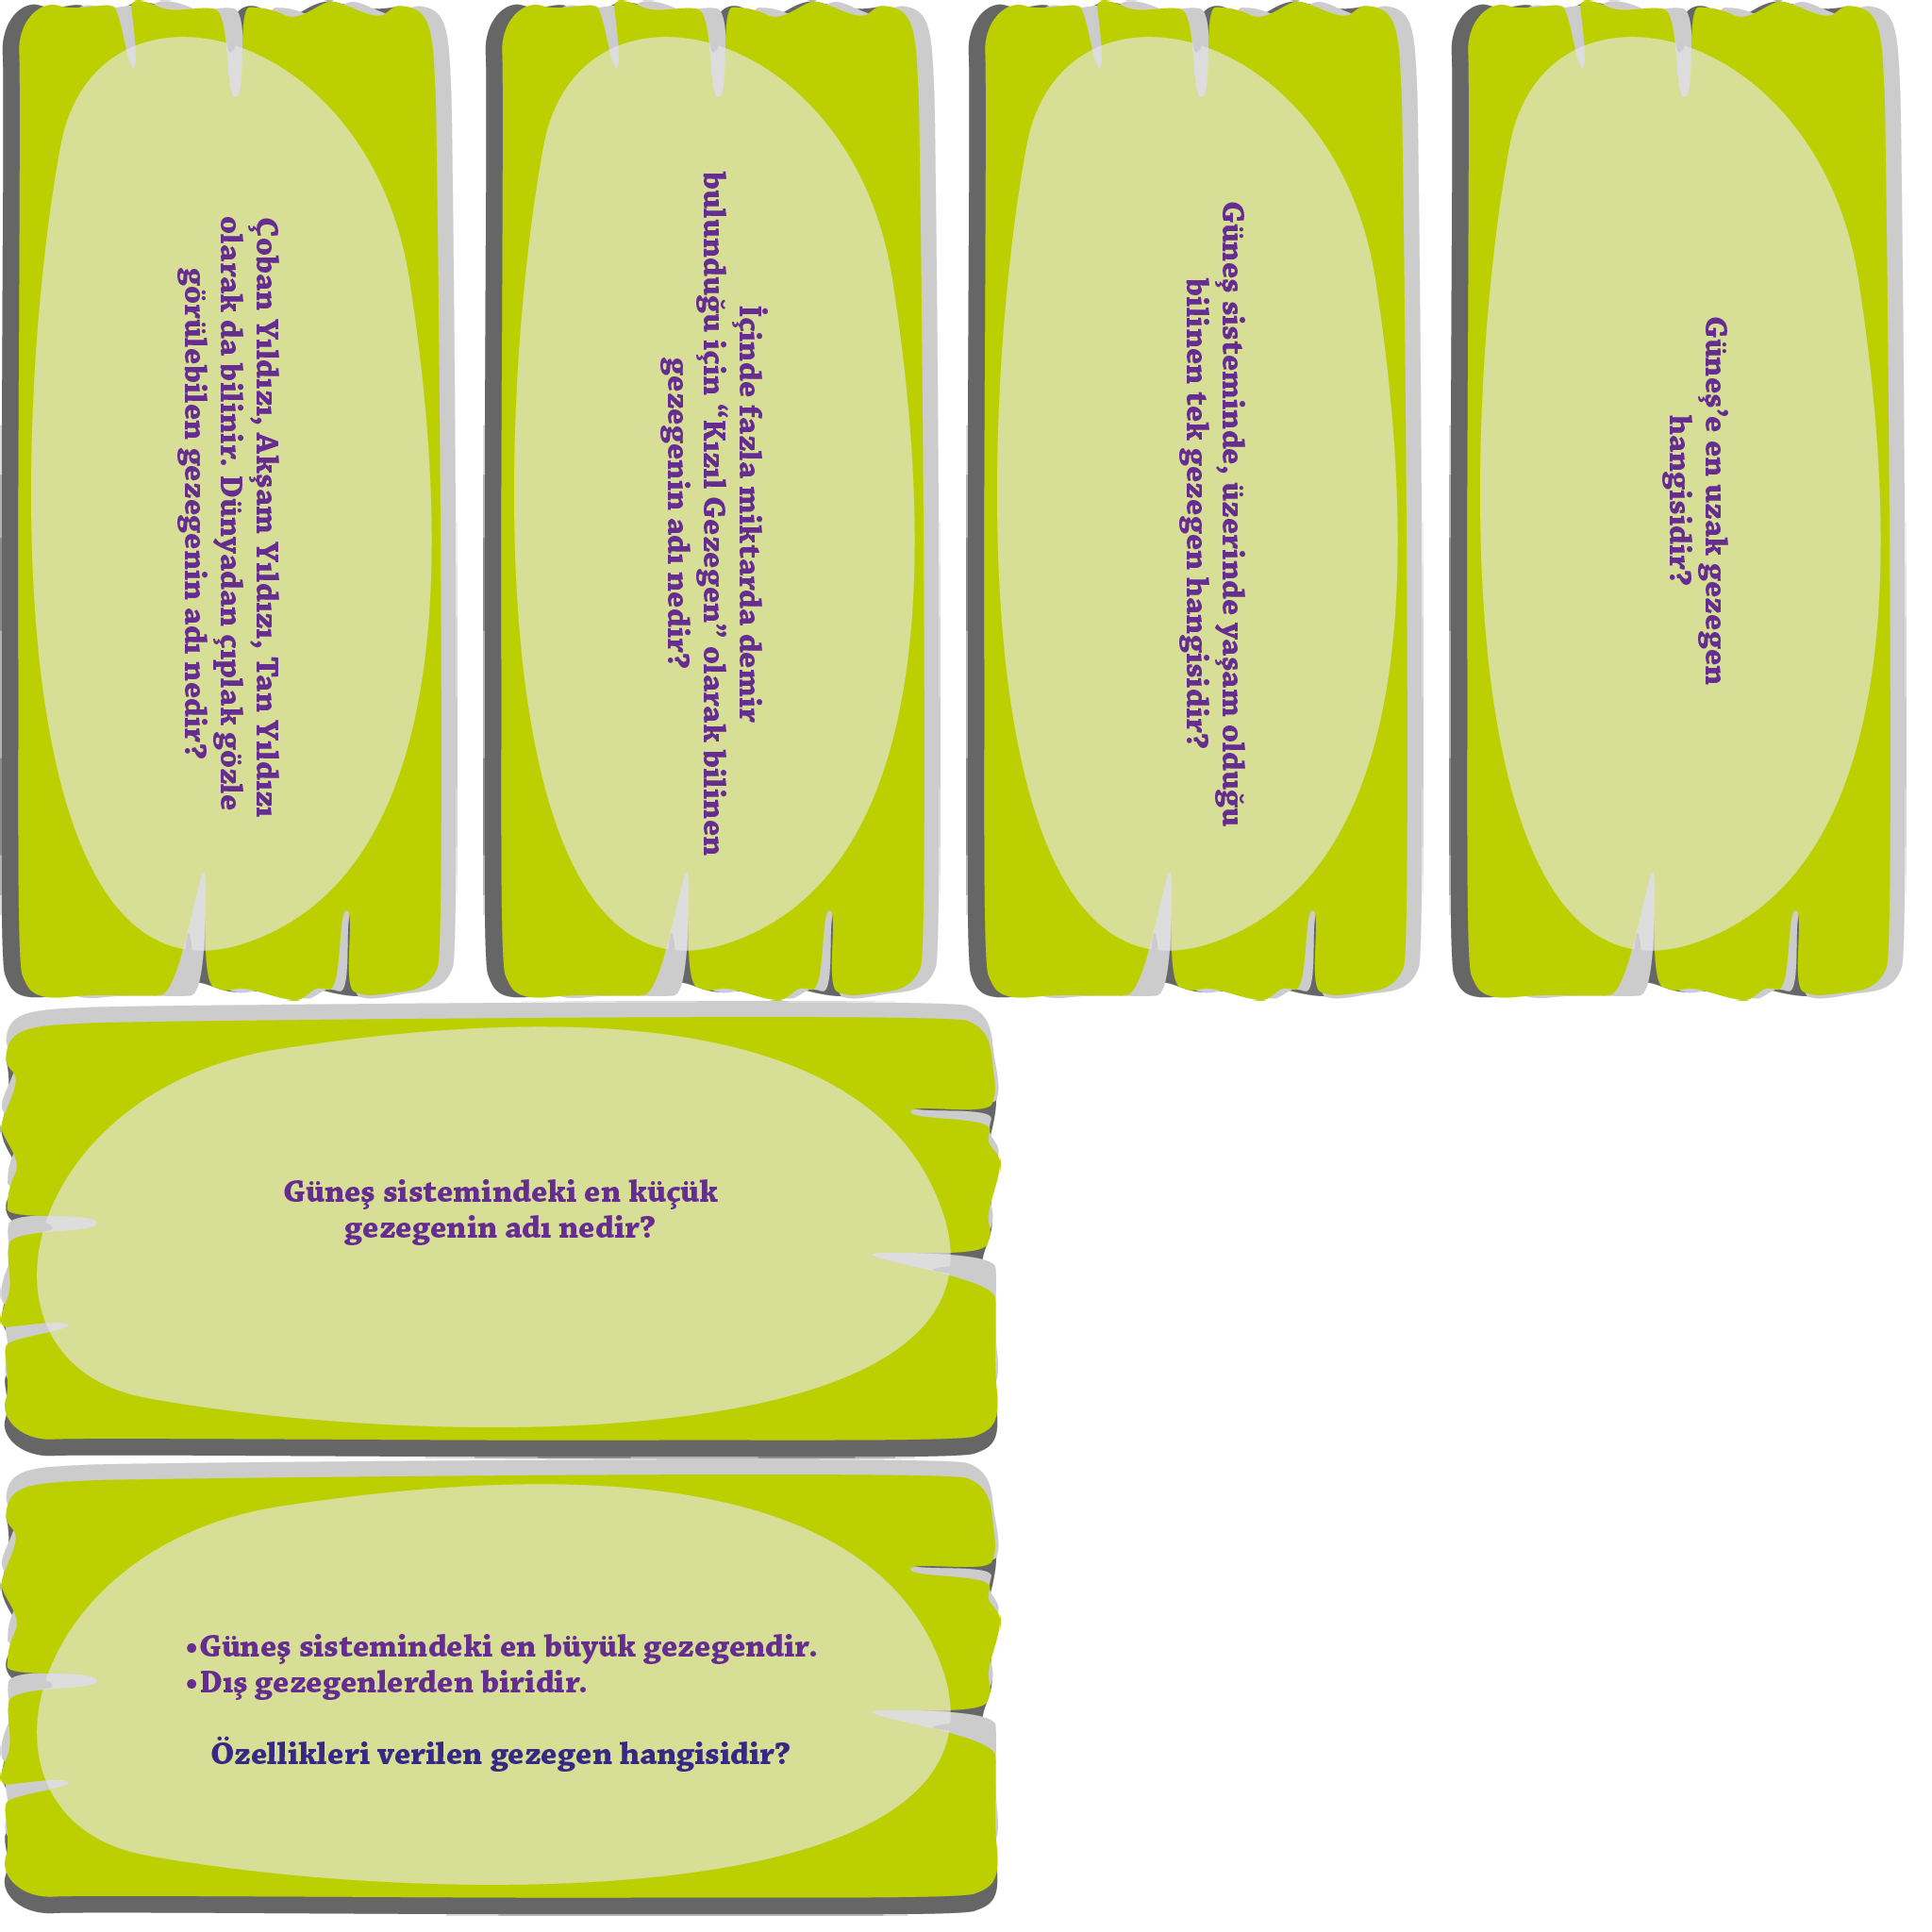 Çoban Yıldızı, Akşam Yıldızı, Tan Yıldızı
olarak da bilinir. Dünyadan çıplak gözle
görülebilen gezegenin adı nedir?
İçinde fazla miktarda demir
bulunduğu için “Kızıl Gezegen” olarak bilinen
gezegenin adı nedir?
Güneş sisteminde, üzerinde yaşam olduğu
bilinen tek gezegen hangisidir?
Güneş’e en uzak gezegen
hangisidir?
Güneş sistemindeki en küçük
gezegenin adı nedir?
•Güneş sistemindeki en büyük gezegendir.
•Dış gezegenlerden biridir.
Özellikleri verilen gezegen hangisidir?